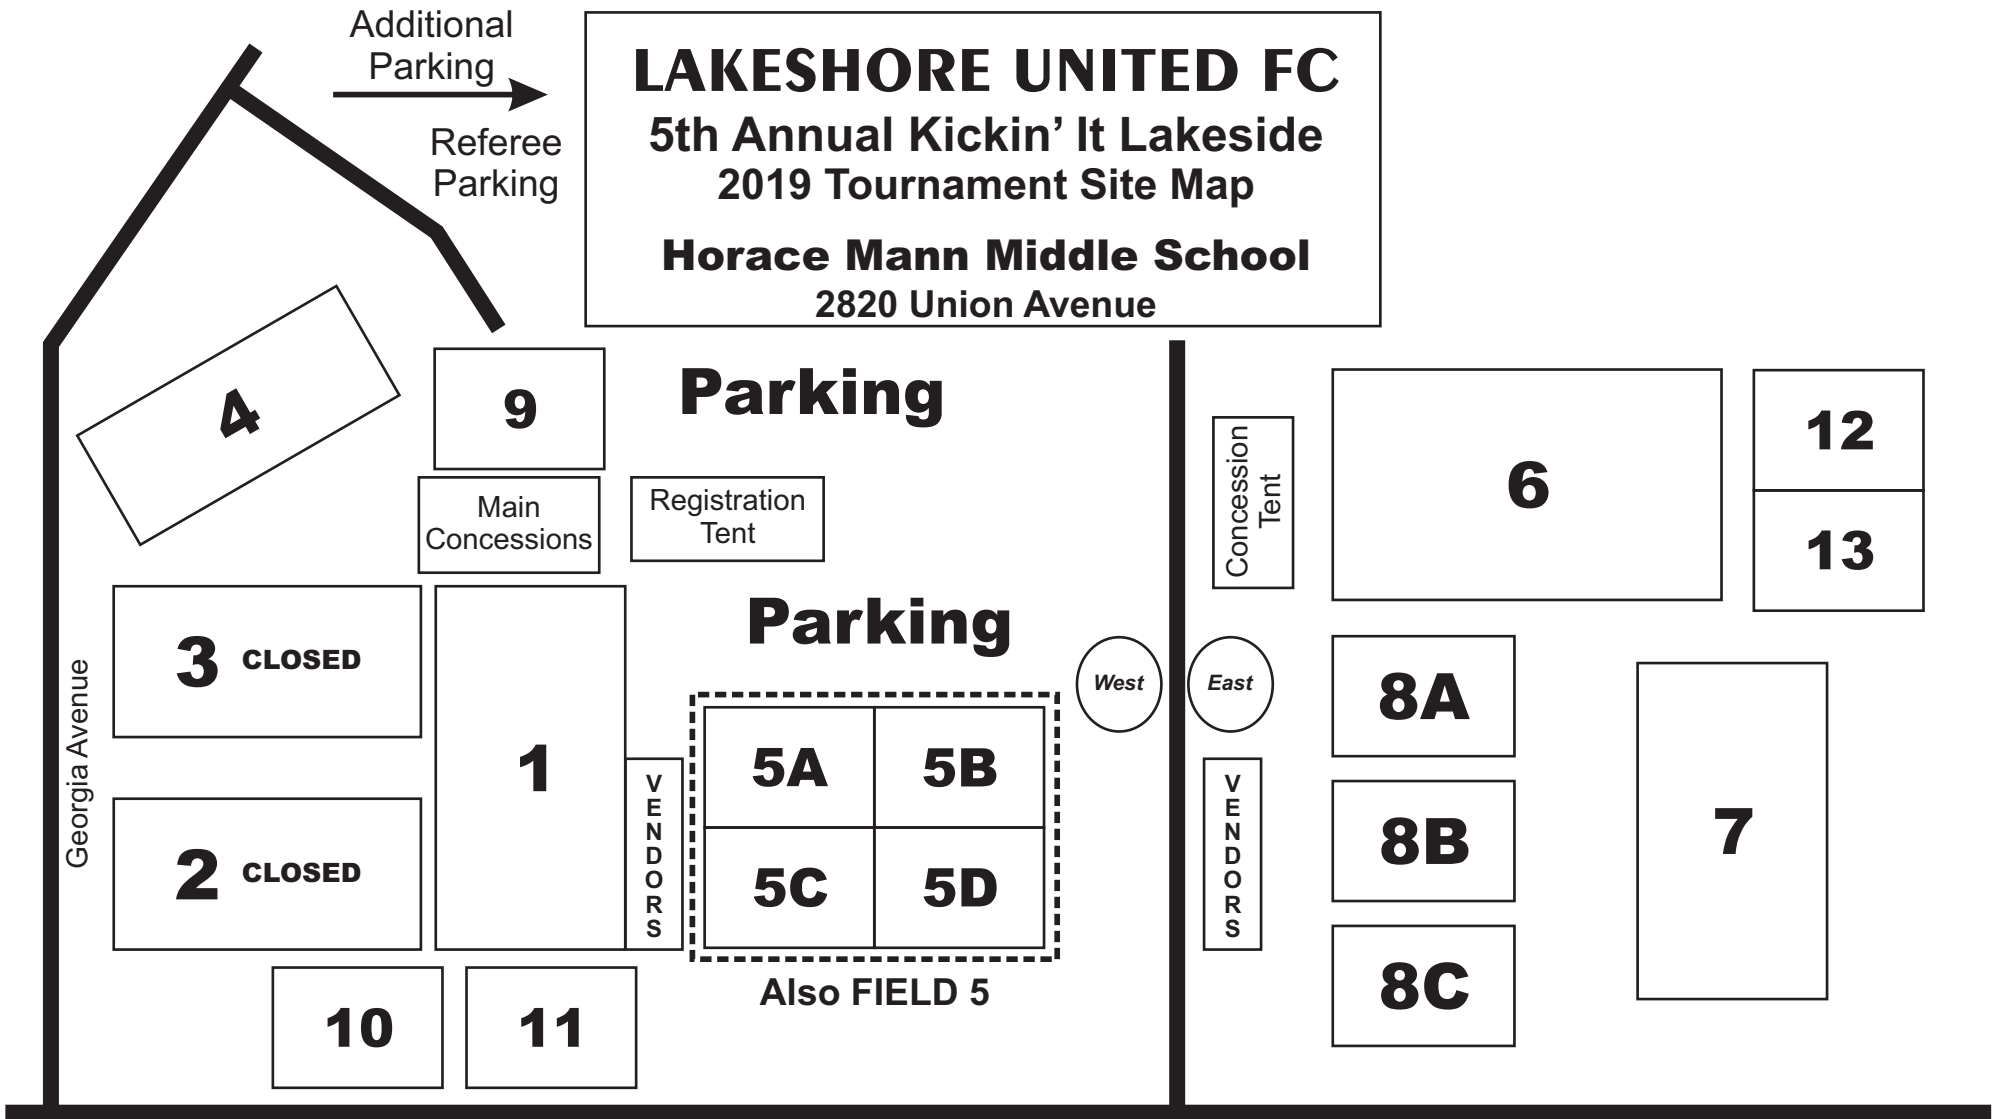 Additional
Parking
Referee
Parking
LAKESHORE UNITED FC
5th Annual Kickin’ It Lakeside
2019 Tournament Site Map
Horace Mann Middle School
2820 Union Avenue
4
9
Parking
Main
Concessions
Registration
Tent
Parking
3 CLOSED
2 CLOSED
Georgia Avenue
1
VENDORS
5A
5B
5C
5D
Also FIELD 5
10
11
West
East
Concession
Tent
VENDORS
6
12
13
8A
8B
8C
7